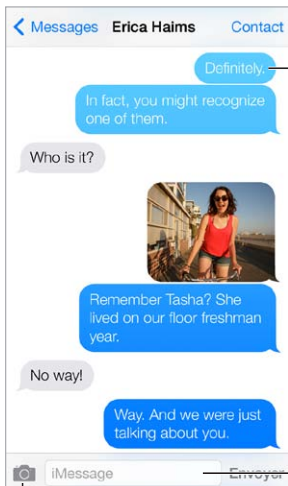 Messages Erica Haims Contact
Definitely.
In fact, you might recognize
one of them.
Who is it?
Remember Tasha? She
lived on our floor freshman
year.
No way!
Way. And we were just
talking about you.
iMessage Envoyer